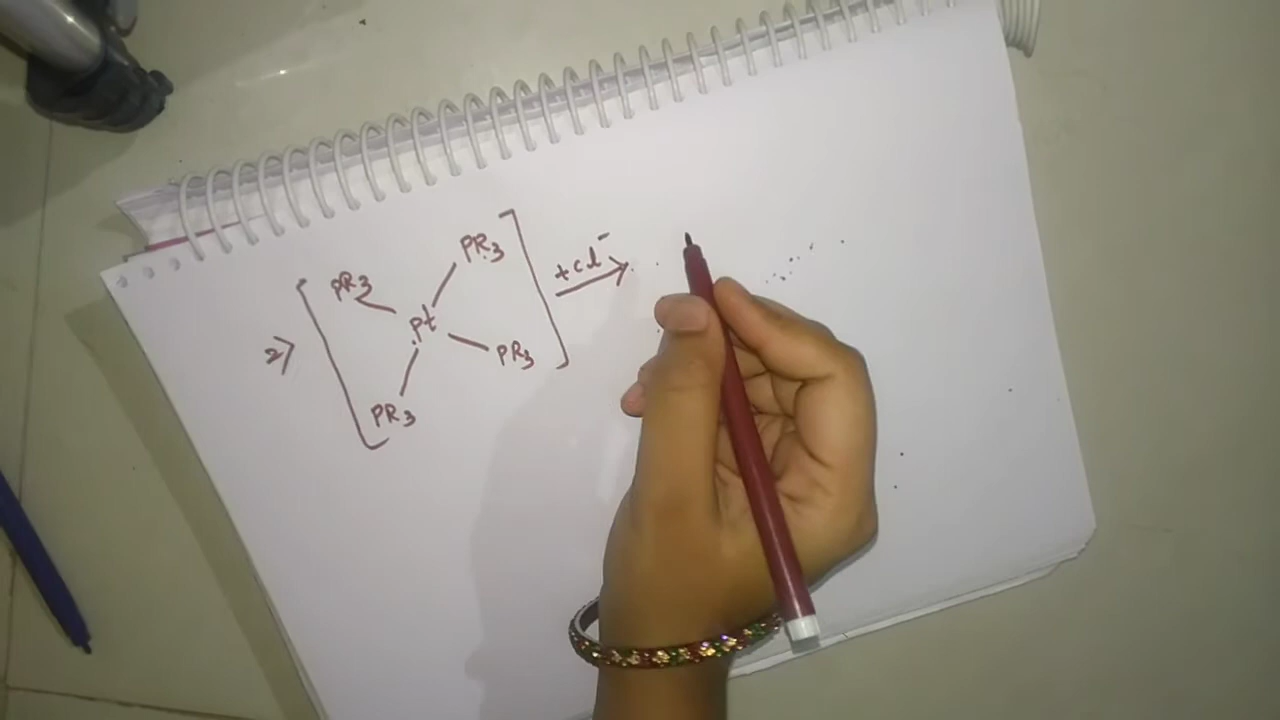 2) [ PR3 PR3
Pt
PR3 PR3 ] +Cl⁻ →